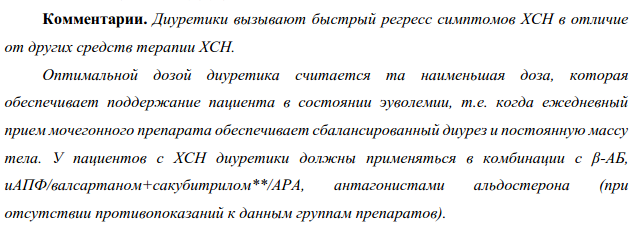 Комментарии. Диуретики вызывают быстрый регресс симптомов ХСН в отличие
от других средств терапии ХСН.
Оптимальной дозой диуретика считается та наименьшая доза, которая
обеспечивает поддержание пациента в состоянии эуволемии, т.е. когда ежедневный
прием мочегонного препарата обеспечивает сбалансированный диурез и постоянную массу
тела. У пациентов с ХСН диуретики должны применяться в комбинации с β-АБ,
иАПФ/валсартаном+сакубитрилом**/АРА, антагонистами альдостерона (при
отсутствии противопоказаний к данным группам препаратов).